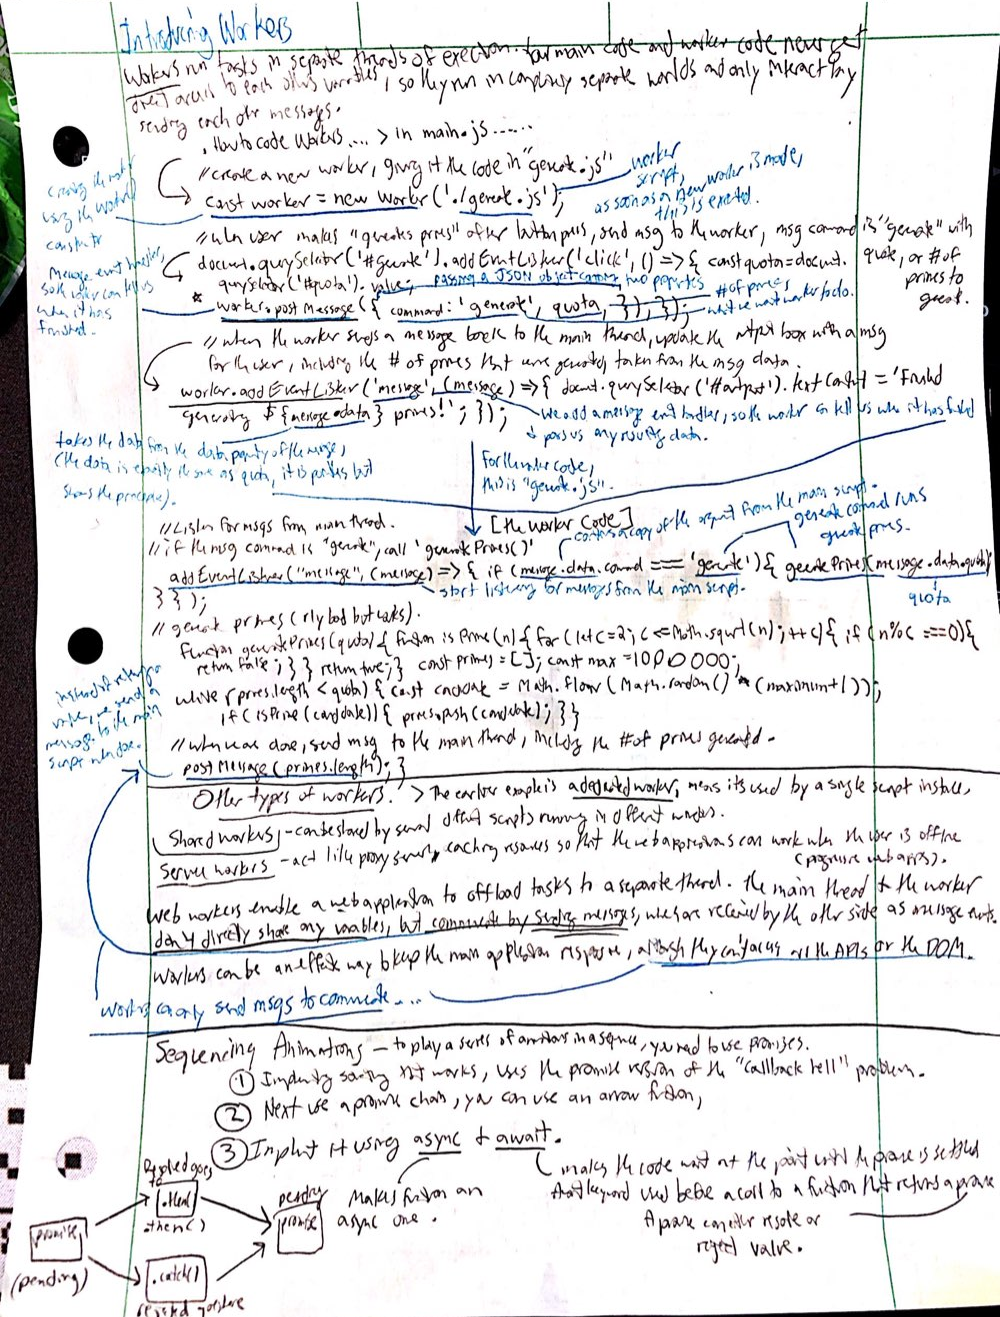 Introducing Workers
Workers run tasks in separate threads of execution. Your main code and worker code never get
direct access to each others variables, so they run in completely separate worlds and only interact by
sending each other messages.
. How to code Workers.... > in main.js ......
// create a new worker, giving it the code in "generate.js"
const worker = new Worker('./generate.js');
worker script,
as soon as a new worker is made, this is executed.
creating the worker using the Worker() constructor
// when user makes "generate primes" after button press, send msg to the worker, msg command is "generate" with
quota, or # of primes to generate.
document.querySelector('#generate').addEventListener('click', () => { const quota = document.
querySelector('#quota').value;
passing a JSON object containing two properties
* worker.postMessage({ command: 'generate', quota, }); });
# of primes
what we want worker to do.
Message event handler, so the worker can tell us when it has finished.
// when the worker sends a message back to the main thread, update the output box with a msg
for the user, including the # of primes that were generated taken from the msg data.
worker.addEventListener('message', (message) => { document.querySelector('#output').textContent = 'Finished
generating ${message.data} primes!'; });
we add a message event handler, so the worker can tell us when it has finished
& pass us any resulting data.
takes the data from the data property of the message,
(the data is exactly the same as quota, it is pointless but
shows the principle).
For the worker code,
this is "generate.js".
[the Worker Code]
// Listen for msgs from main thread.
contains a copy of the object from the main script.
generate command runs generate primes.
// if the msg command is "generate", call 'generatePrimes()'
addEventListener("message", (message) => { if (message.data.command === 'generate') { generatePrimes(message.data.quota)
} } );
start listening for messages from the main script.
quota
// generate primes (rly bad but works).
function generatePrimes(quota) { function isPrime(n) { for (let c=2; c <= Math.sqrt(n); ++c) { if (n%c ===0) {
return false; } } return true; } const primes = []; const max = 1000000;
while (primes.length < quota) { const candidate = Math.floor(Math.random() * (maximum+1));
if (isPrime(candidate)) { primes.push(candidate); } }
// when we are done, send msg to the main thread, including the # of primes generated.
postMessage(primes.length); }
instead of returning a value, we send a message to the main script when done.
Other types of workers. > The earlier example is a dedicated worker, means its used by a single script instance.
Shared workers - can be shared by several different scripts running in different windows.
Server workers - act like proxy servers, caching resources so that the web applications can work when the user is offline
(progressive web apps).
Web workers enable a web application to offload tasks to a separate thread. The main thread & the worker
don't directly share any variables, but communicate by sending messages, which are received by the other side as message events.
Workers can be an effective way to keep the main application responsive, although they can't access all the APIs or the DOM.
workers can only send msgs to communicate....
Sequencing Animations - to play a series of animations in a sequence, you need to use promises.
① Implementing something that works, uses the promise version of the "callback hell" problem.
② Next use a promise chain, you can use an arrow function,
③ Implement it using async & await.
makes the code wait at the point until the promise is settled
that keyword used before a call to a function that returns a promise
A promise can either resolve or
reject value.
Makes function an
async one.
promise
(pending)
.then()
.then()
.catch()
pending
promise